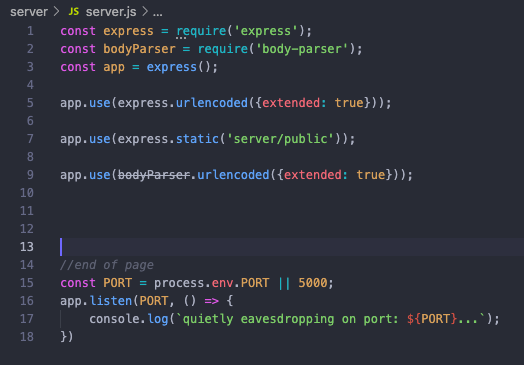 server > JS server.js > ...
1 const express = require('express');
2 const bodyParser = require('body-parser');
3 const app = express();
4
5 app.use(express.urlencoded({extended: true}));
6
7 app.use(express.static('server/public'));
8
9 app.use(bodyParser.urlencoded({extended: true}));
10
11
12
13
14 //end of page
15 const PORT = process.env.PORT || 5000;
16 app.listen(PORT, () => {
17     console.log(`quietly eavesdropping on port: ${PORT}...`);
18 })